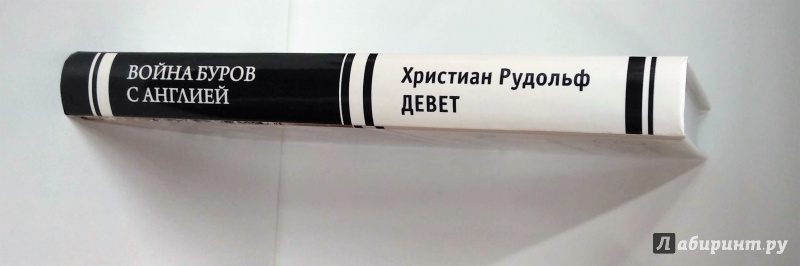 ВОЙНА БУРОВ
С АНГЛИЕЙ
Христиан Рудольф
ДЕВЕТ
Лабиринт.ру